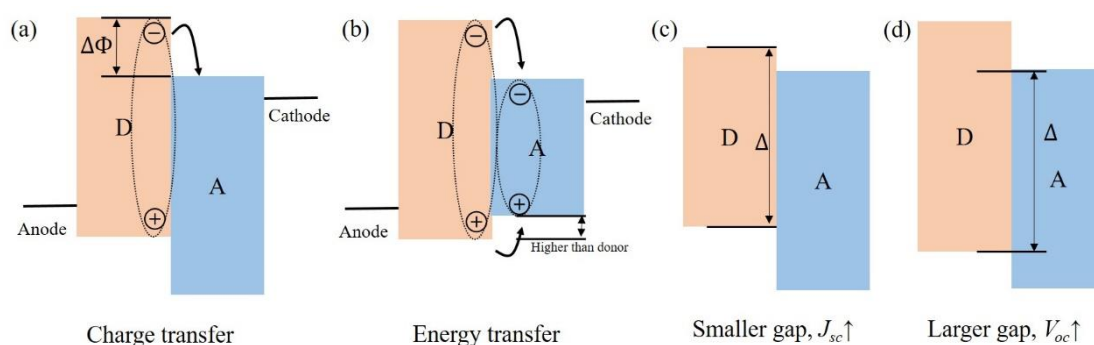 (a)
ΔΦ
−
D
+
A
Cathode
Anode
Charge transfer
(b)
−
−
D
A
+
+
Cathode
Anode
Higher than donor
Energy transfer
(c)
D
Δ
A
Smaller gap, Jsc↑
(d)
D
Δ
A
Larger gap, Voc↑